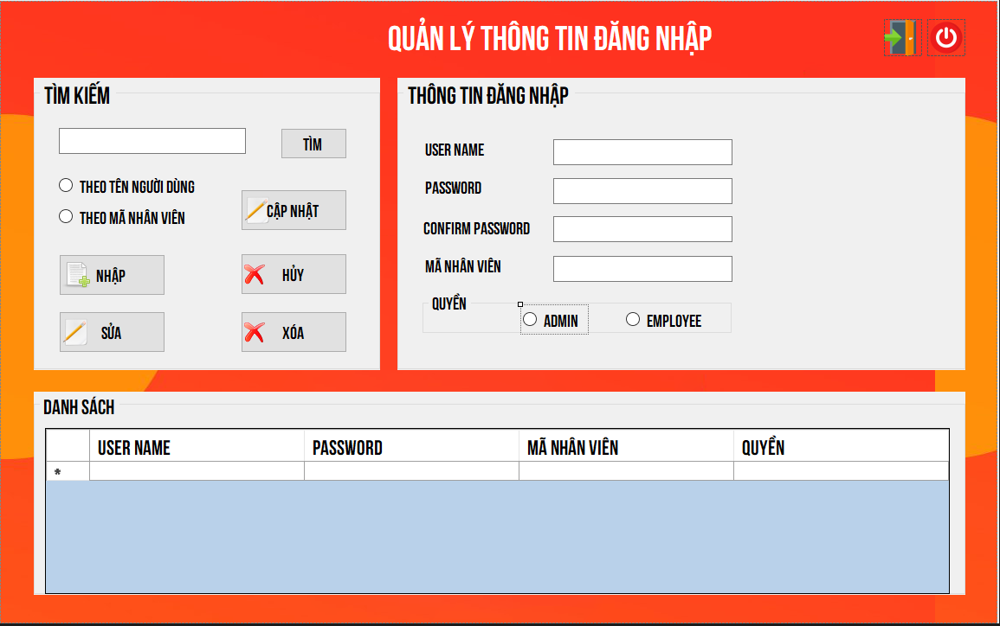 QUẢN LÝ THÔNG TIN ĐĂNG NHẬP
TÌM KIẾM
TÌM
THEO TÊN NGƯỜI DÙNG
THEO MÃ NHÂN VIÊN
CẬP NHẬT
NHẬP
HỦY
SỬA
XÓA
THÔNG TIN ĐĂNG NHẬP
USER NAME
PASSWORD
CONFIRM PASSWORD
MÃ NHÂN VIÊN
QUYỀN
ADMIN EMPLOYEE
DANH SÁCH
USER NAME PASSWORD MÃ NHÂN VIÊN QUYỀN
*